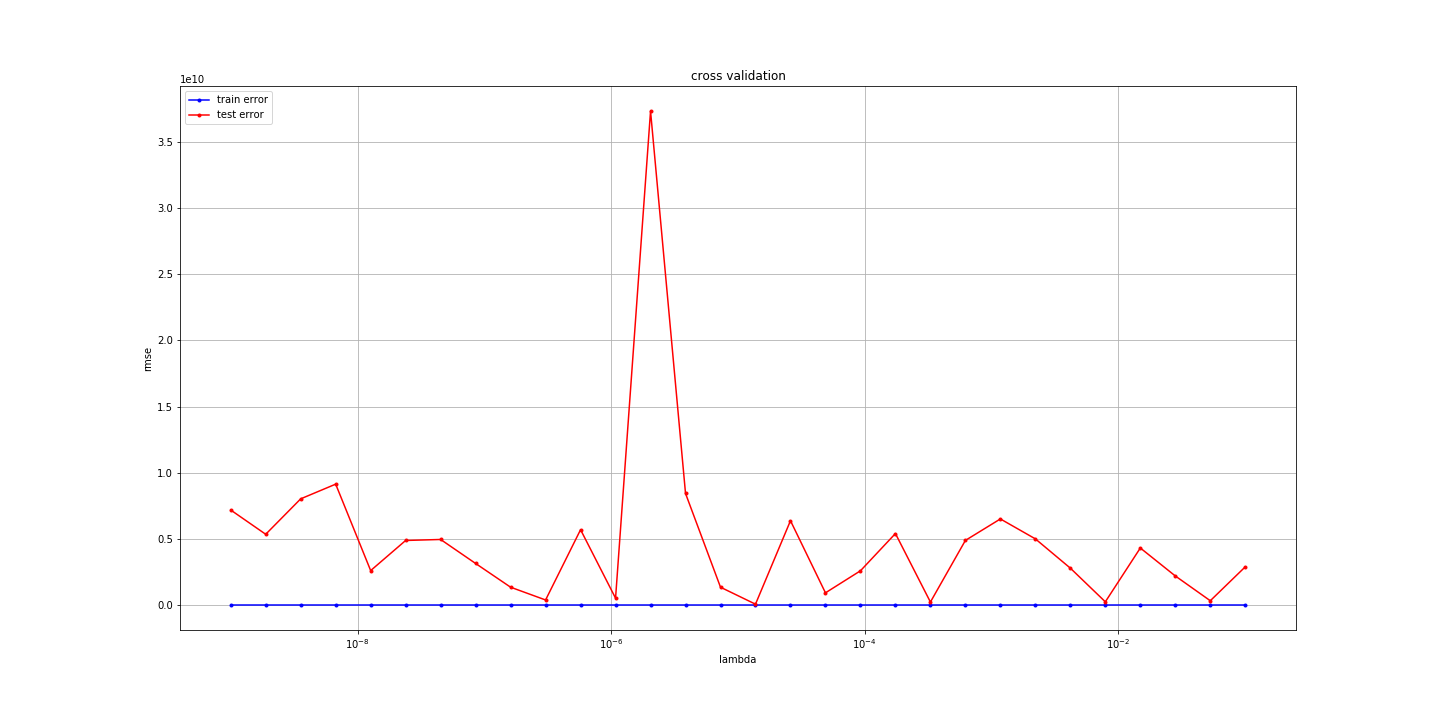 cross validation
1e10
train error
test error
3.5
3.0
2.5
2.0
1.5
1.0
0.5
0.0
rmse
10⁻⁸
10⁻⁶
10⁻⁴
10⁻²
lambda